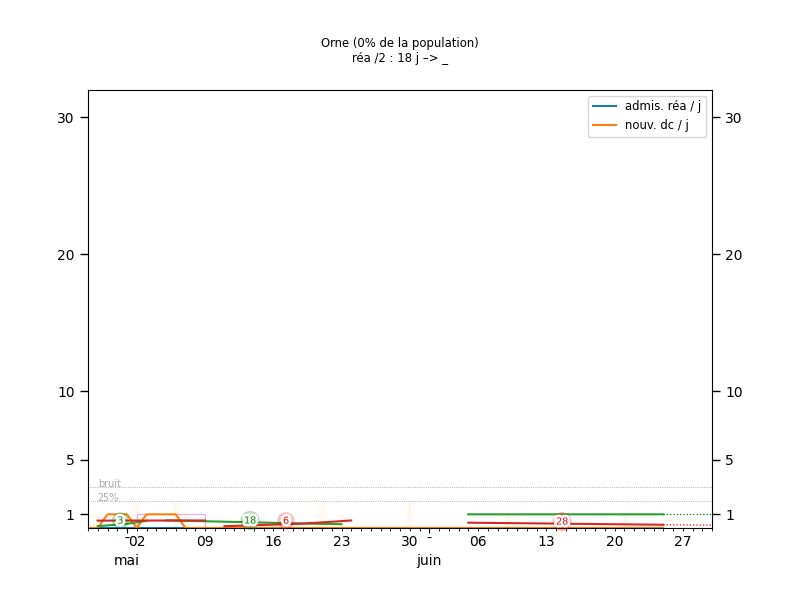 Orne (0% de la population)
réa /2 : 18 j –> _
admis. réa / j
nouv. dc / j
30 30
20 20
10 10
5 5
bruit
25%
1 1
3 18 6 28
02 09 16 23 30 06 13 20 27
mai juin